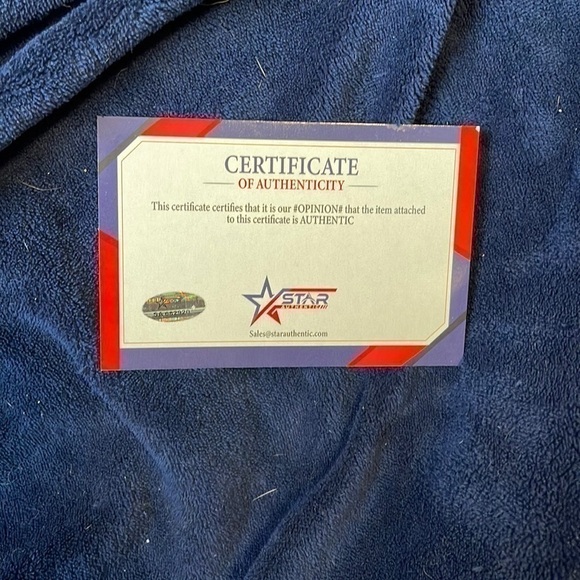 CERTIFICATE
OF AUTHENTICITY
This certificate certifies that it is our #OPINION# that the item attached
to this certificate is AUTHENTIC
STAR
AUTHENTIC
Sales@starauthentic.com